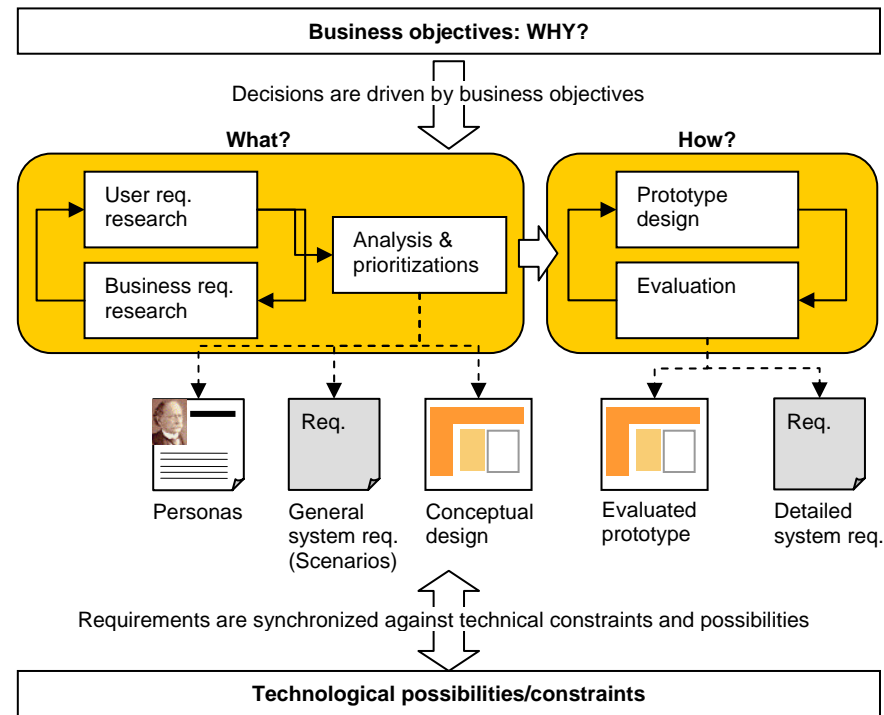 Business objectives: WHY?
Decisions are driven by business objectives
What?
How?
User req.
research
Business req.
research
Analysis &
prioritizations
Prototype
design
Evaluation
Req.
Req.
Personas
General
system req.
(Scenarios)
Conceptual
design
Evaluated
prototype
Detailed
system req.
Requirements are synchronized against technical constraints and possibilities
Technological possibilities/constraints